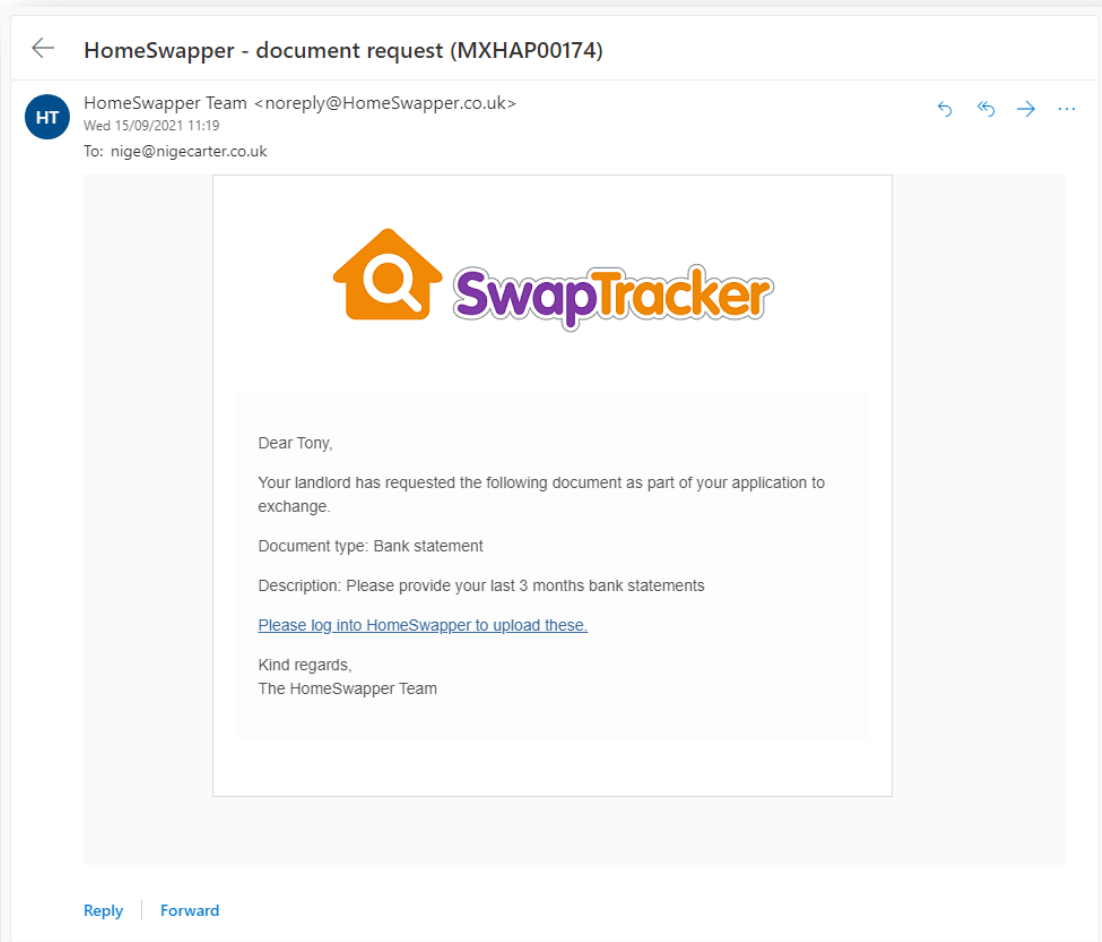 HomeSwapper - document request (MXHAP00174)
HT
HomeSwapper Team <noreply@HomeSwapper.co.uk>
Wed 15/09/2021 11:19
To: nige@nigecarter.co.uk
SwapTracker
Dear Tony,
Your landlord has requested the following document as part of your application to
exchange.
Document type: Bank statement
Description: Please provide your last 3 months bank statements
Please log into HomeSwapper to upload these.
Kind regards,
The HomeSwapper Team
Reply
Forward